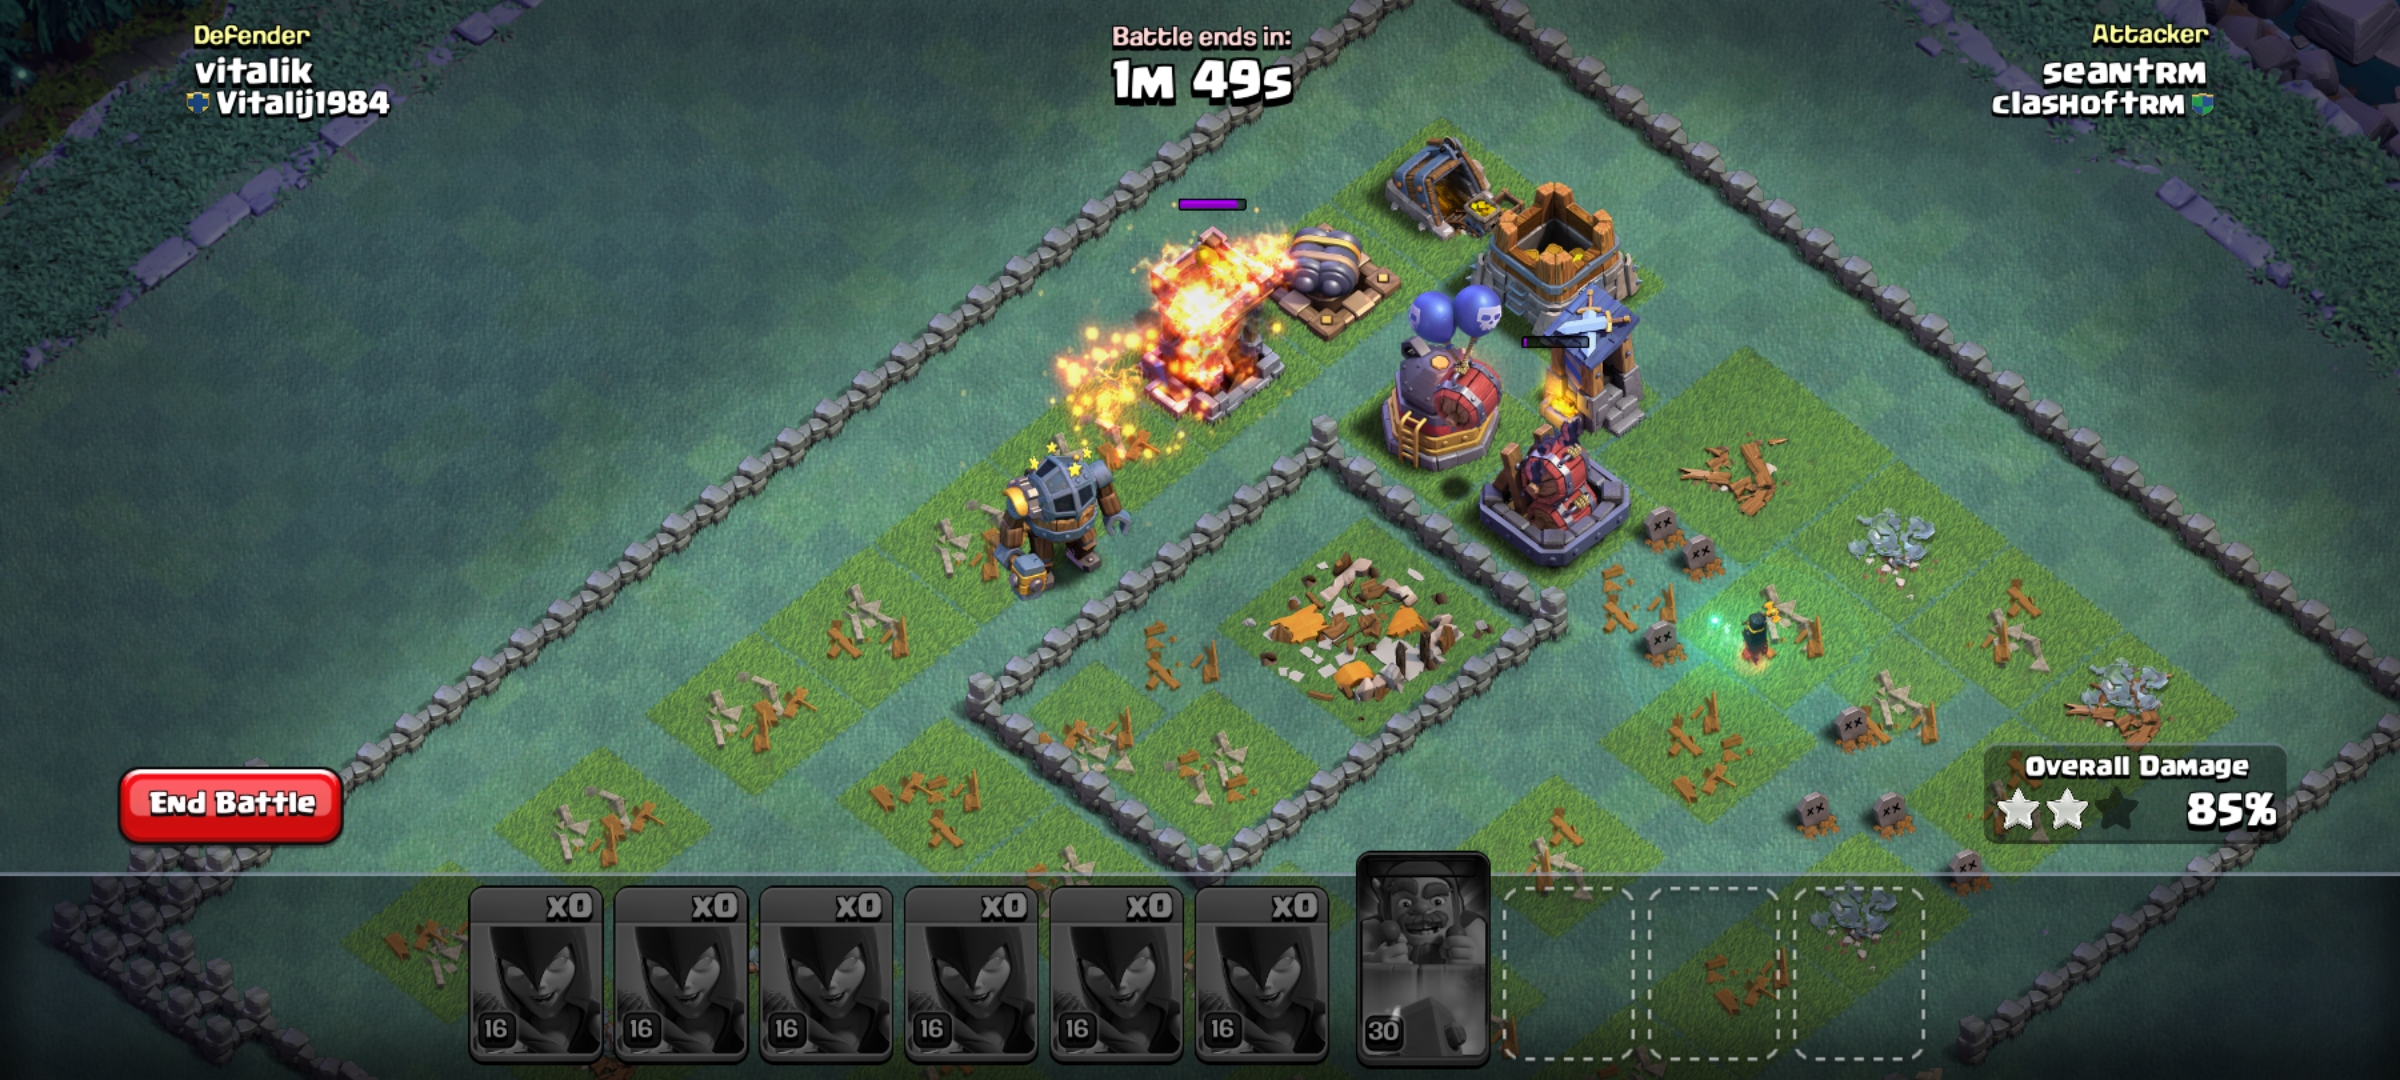 Defender
vitalik
Vitalij1984
Battle ends in:
1M 49s
Attacker
seantRM
clashoftRM
End Battle
Overall Damage
85%
x0
x0
x0
x0
x0
x0
16
16
16
16
16
16
30